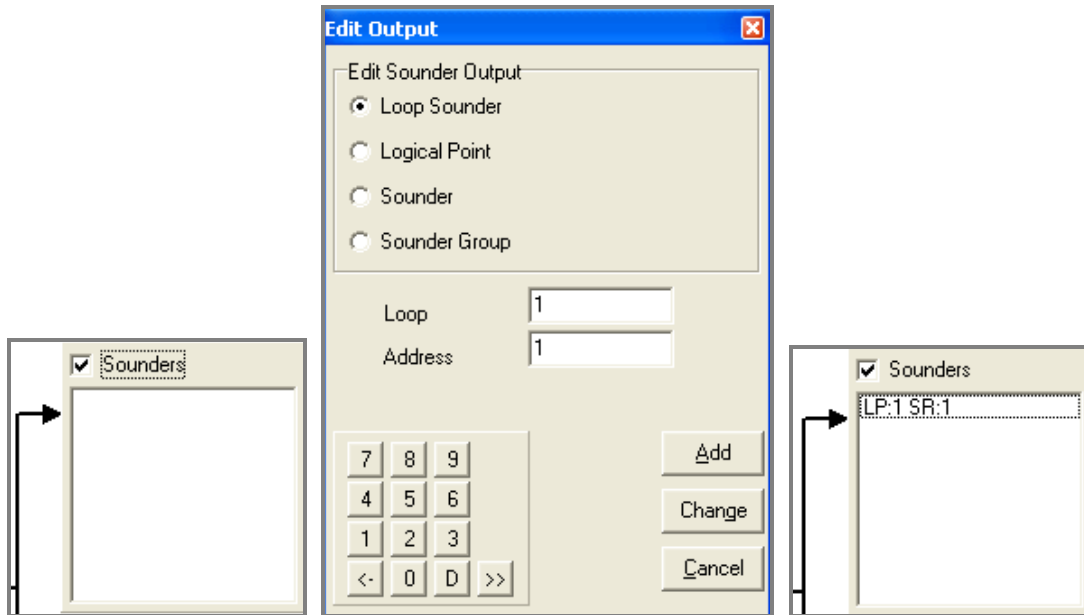 Sounders
Edit Output
Edit Sounder Output
Loop Sounder
Logical Point
Sounder
Sounder Group
Loop 1
Address 1
7 8 9
4 5 6
1 2 3
<- 0 D >>
Add
Change
Cancel
Sounders
LP:1 SR:1